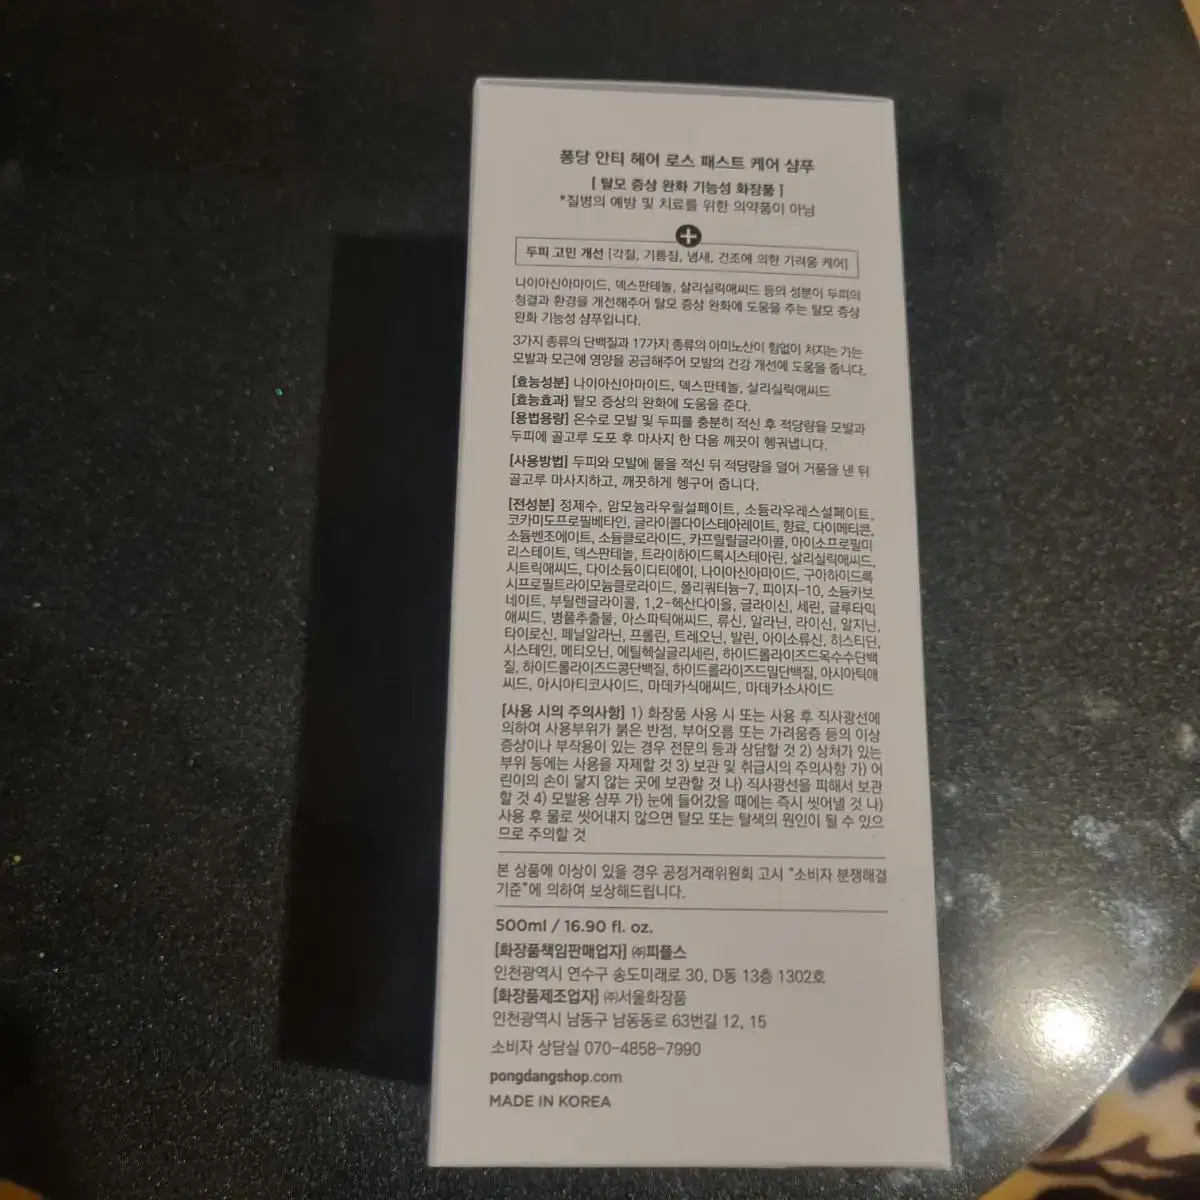 퐁당 안티 헤어 로스 패스트 케어 샴푸
[ 탈모 증상 완화 기능성 화장품 ]
*질병의 예방 및 치료를 위한 의약품이 아님
+
두피 고민 개선 [각질, 기름짐, 냄새, 건조에 의한 가려움 케어]
나이아신아마이드, 덱스판테놀, 살리실릭애씨드 등의 성분이 두피의
청결과 환경을 개선해주어 탈모 증상 완화에 도움을 주는 탈모 증상
완화 기능성 샴푸입니다.
3가지 종류의 단백질과 17가지 종류의 아미노산이 힘없이 처지는 가는
모발과 모근에 영양을 공급해주어 모발의 건강 개선에 도움을 줍니다.
[효능성분] 나이아신아마이드, 덱스판테놀, 살리실릭애씨드
[효능효과] 탈모 증상의 완화에 도움을 준다.
[용법용량] 온수로 모발 및 두피를 충분히 적신 후 적당량을 모발과
두피에 골고루 도포 후 마사지 한 다음 깨끗이 헹궈냅니다.
[사용방법] 두피와 모발에 물을 적신 뒤 적당량을 덜어 거품을 낸 뒤
골고루 마사지하고, 깨끗하게 헹구어 줍니다.
[전성분] 정제수, 암모늄라우릴설페이트, 소듐라우레스설페이트,
코카미도프로필베타인, 글라이콜다이스테아레이트, 향료, 다이메티콘,
소듐벤조에이트, 소듐클로라이드, 카프릴릴글라이콜, 아이소프로필미
리스테이트, 덱스판테놀, 트라이하이드록시스테아린, 살리실릭애씨드,
시트릭애씨드, 다이소듐이디티에이, 나이아신아마이드, 구아하이드록
시프로필트라이모늄클로라이드, 폴리쿼터늄-7, 피이지-10, 소듐카보
네이트, 부틸렌글라이콜, 1,2-헥산다이올, 글라이신, 세린, 글루타믹
애씨드, 병풀추출물, 아스파틱애씨드, 류신, 알라닌, 라이신, 알지닌,
타이로신, 페닐알라닌, 프롤린, 트레오닌, 발린, 아이소류신, 히스티딘,
시스테인, 메티오닌, 에틸헥실글리세린, 하이드롤라이즈드옥수수단백
질, 하이드롤라이즈드콩단백질, 하이드롤라이즈드밀단백질, 아시아틱애
씨드, 아시아티코사이드, 마데카식애씨드, 마데카소사이드
[사용 시의 주의사항] 1) 화장품 사용 시 또는 사용 후 직사광선에
의하여 사용부위가 붉은 반점, 부어오름 또는 가려움증 등의 이상
증상이나 부작용이 있는 경우 전문의 등과 상담할 것 2) 상처가 있는
부위 등에는 사용을 자제할 것 3) 보관 및 취급시의 주의사항 가) 어
린이의 손이 닿지 않는 곳에 보관할 것 나) 직사광선을 피해서 보관
할 것 4) 모발용 샴푸 가) 눈에 들어갔을 때에는 즉시 씻어낼 것 나)
사용 후 물로 씻어내지 않으면 탈모 또는 탈색의 원인이 될 수 있으
므로 주의할 것
본 상품에 이상이 있을 경우 공정거래위원회 고시 "소비자 분쟁해결
기준"에 의하여 보상해드립니다.
500ml / 16.90 fl. oz.
[화장품책임판매업자] ㈜피플스
인천광역시 연수구 송도미래로 30, D동 13층 1302호
[화장품제조업자] ㈜서울화장품
인천광역시 남동구 남동동로 63번길 12, 15
소비자 상담실 070-4858-7990
pongdangshop.com
MADE IN KOREA